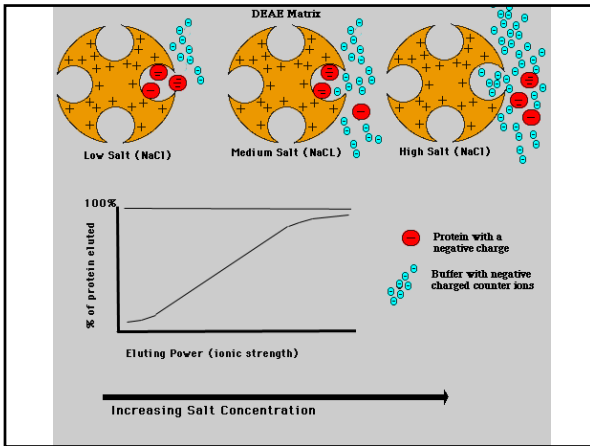 DEAE Matrix
Low Salt (NaCl)
Medium Salt (NaCL)
High Salt (NaCl)
100%
% of protein eluted
Protein with a
negative charge
Buffer with negative
charged counter ions
Eluting Power (ionic strength)
Increasing Salt Concentration